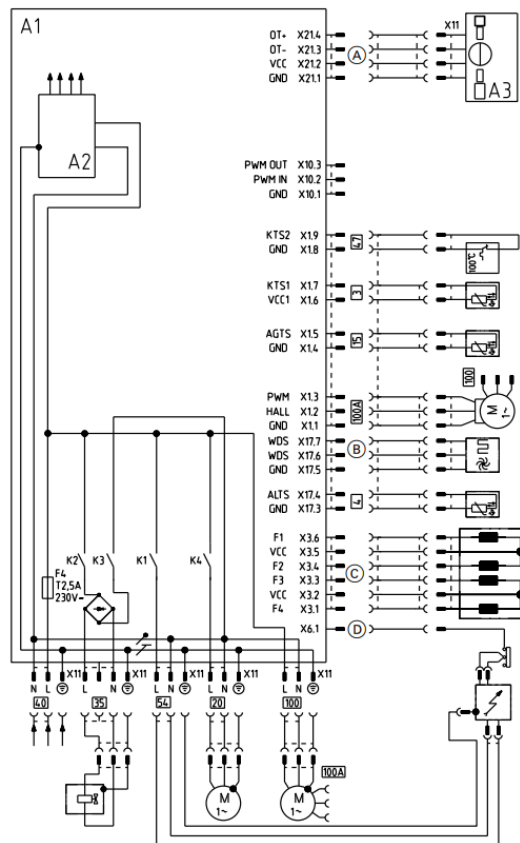 A1
A2
OT+ X21.4
OT- X21.3
VCC X21.2
GND X21.1
A
X11
A3
PWM OUT X10.3
PWM IN X10.2
GND X10.1
KTS2 X1.9
GND X1.8
47
100℃
KTS1 X1.7
VCC1 X1.6
3
AGTS X1.5
GND X1.4
15
100
PWM X1.3
HALL X1.2
GND X1.1
100A
M
1~
WDS X17.7
WDS X17.6
GND X17.5
B
ALTS X17.4
GND X17.3
4
F1 X3.6
VCC X3.5
F2 X3.4
F3 X3.3
VCC X3.2
F4 X3.1
C
X6.1
D
K2 K3 K1 K4
F4
T2,5A
230V~
X11 X11 X11 X11 X11
N L L N L N L N L N
40 35 54 20 100
100A
M
1~
M
1~